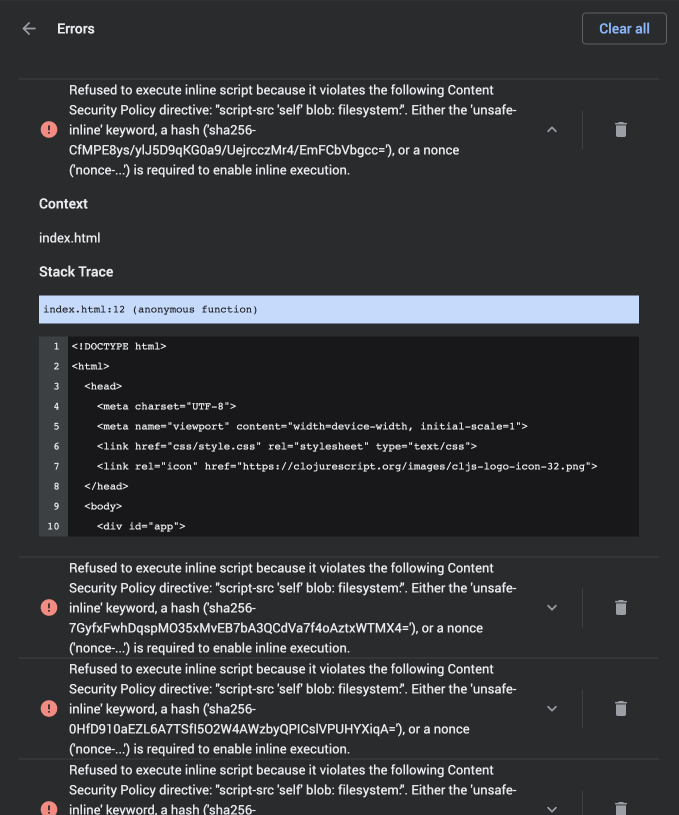 Errors
Clear all
Refused to execute inline script because it violates the following Content
Security Policy directive: "script-src 'self' blob: filesystem:". Either the 'unsafe-
inline' keyword, a hash ('sha256-
CfMPE8ys/ylJ5D9qKG0a9/UejrcczMr4/EmFCbVbgcc='), or a nonce
('nonce-...') is required to enable inline execution.
Context
index.html
Stack Trace
index.html:12 (anonymous function)
1 <!DOCTYPE html>
2 <html>
3 <head>
4 <meta charset="UTF-8">
5 <meta name="viewport" content="width=device-width, initial-scale=1">
6 <link href="css/style.css" rel="stylesheet" type="text/css">
7 <link rel="icon" href="https://clojurescript.org/images/cljs-logo-icon-32.png">
8 </head>
9 <body>
10 <div id="app">
Refused to execute inline script because it violates the following Content
Security Policy directive: "script-src 'self' blob: filesystem:". Either the 'unsafe-
inline' keyword, a hash ('sha256-
7GyfxFwhDqspMO35xMvEB7bA3QCdVa7f4oAztxWTMX4='), or a nonce
('nonce-...') is required to enable inline execution.
Refused to execute inline script because it violates the following Content
Security Policy directive: "script-src 'self' blob: filesystem:". Either the 'unsafe-
inline' keyword, a hash ('sha256-
0HfD910aEZL6A7TSfI5O2W4AWzbyQPICslVPUHYXiqA='), or a nonce
('nonce-...') is required to enable inline execution.
Refused to execute inline script because it violates the following Content
Security Policy directive: "script-src 'self' blob: filesystem:". Either the 'unsafe-
inline' keyword, a hash ('sha256-